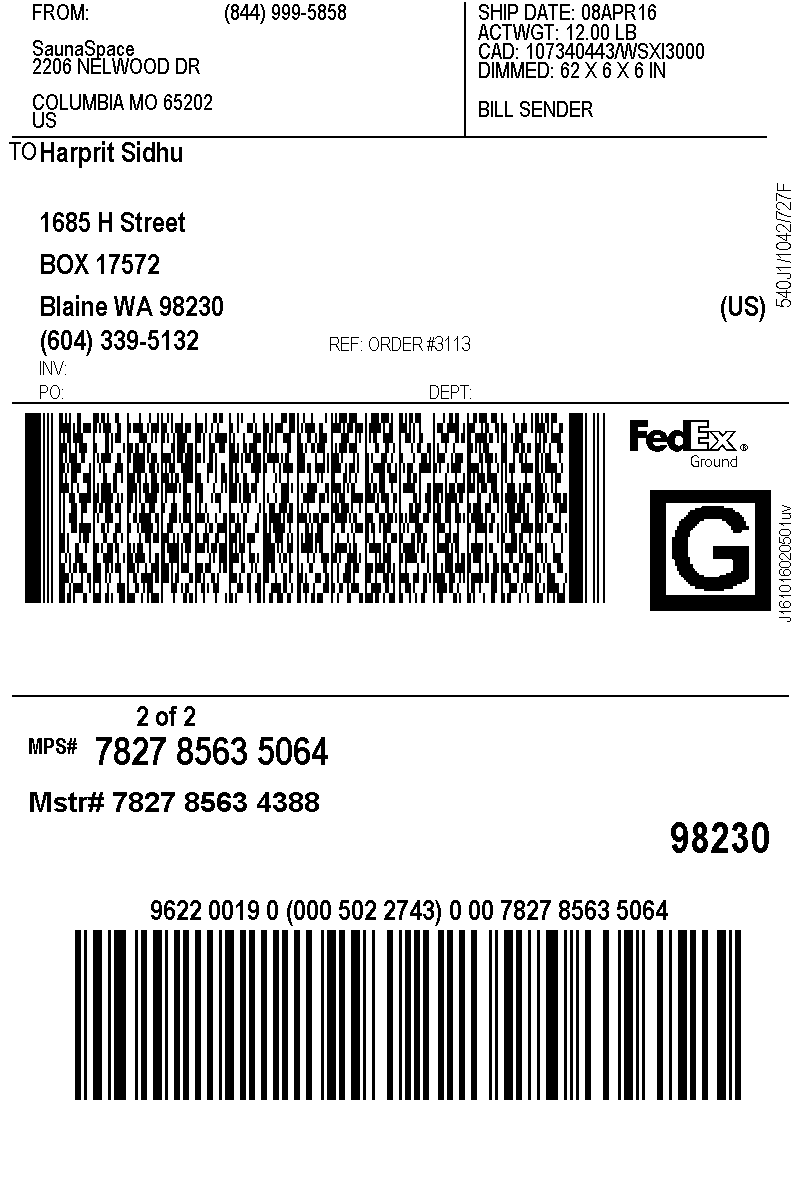 FROM: (844) 999-5858
SaunaSpace
2206 NELWOOD DR
COLUMBIA MO 65202
US
SHIP DATE: 08APR16
ACTWGT: 12.00 LB
CAD: 107340443/WSXI3000
DIMMED: 62 X 6 X 6 IN
BILL SENDER
TO Harprit Sidhu
1685 H Street
BOX 17572
Blaine WA 98230 (US)
(604) 339-5132 REF: ORDER #3113
INV:
PO: DEPT:
540J1/1042/727F
FedEx®
Ground
G
J161016020501uv
2 of 2
MPS# 7827 8563 5064
Mstr# 7827 8563 4388
98230
9622 0019 0 (000 502 2743) 0 00 7827 8563 5064